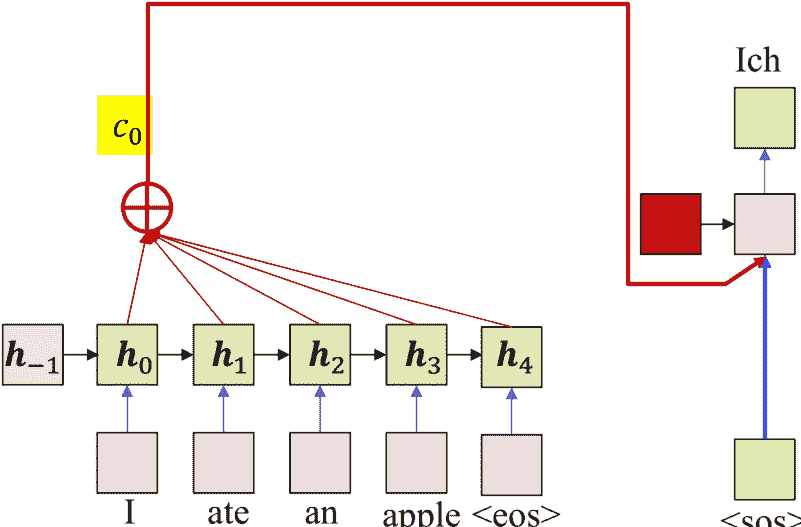 Ich
c₀
h₋₁ h₀ h₁ h₂ h₃ h₄
I ate an apple <eos> <sos>